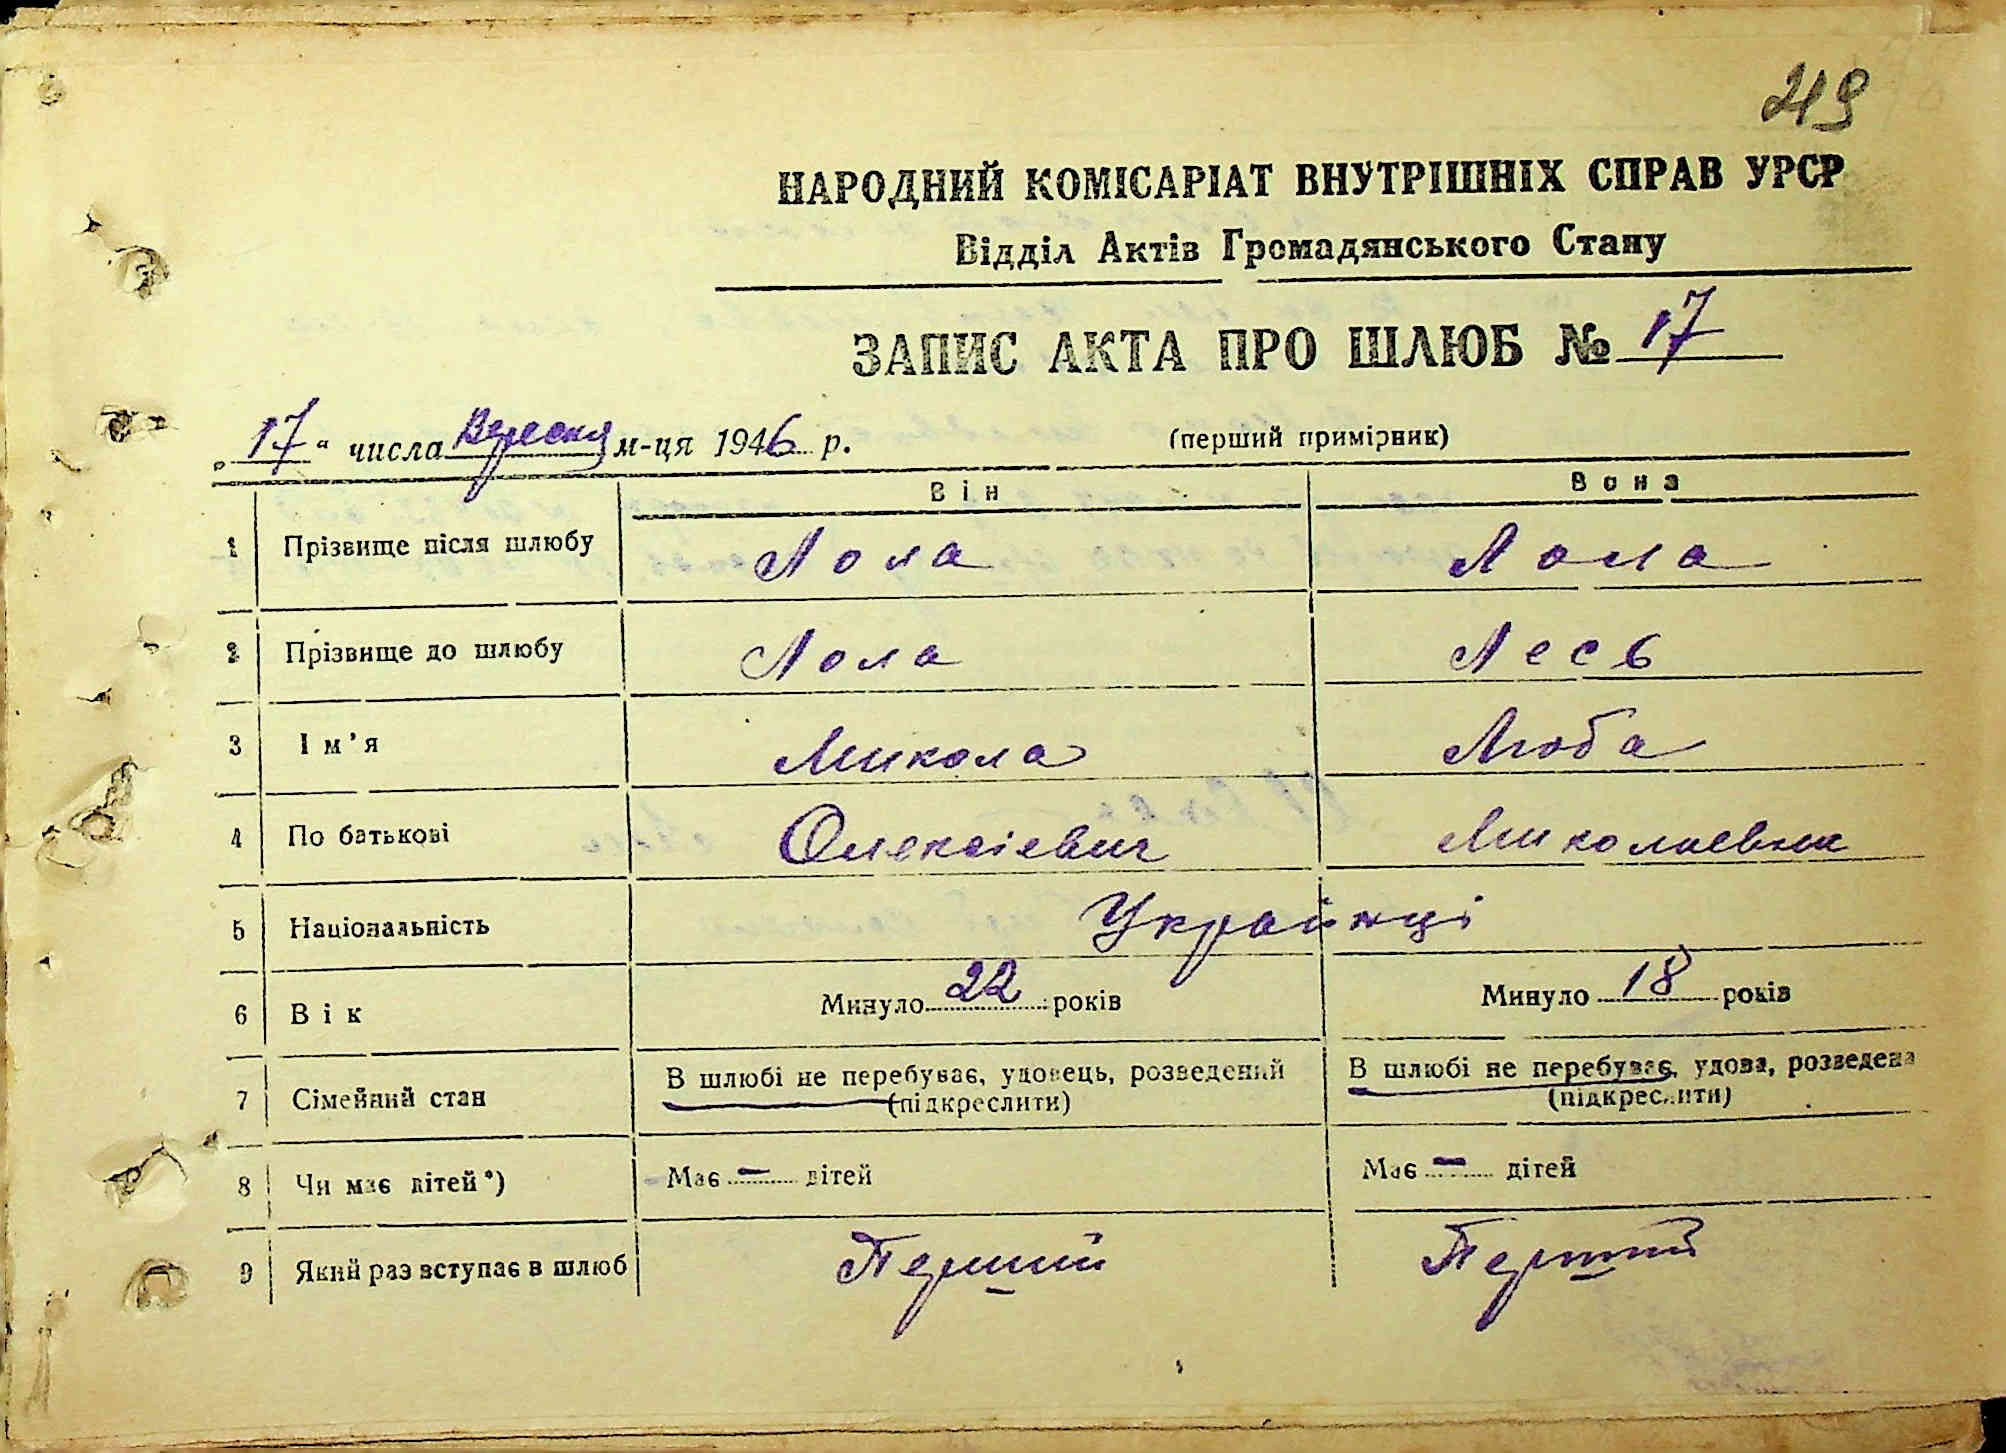 219
НАРОДНИЙ КОМІСАРІАТ ВНУТРІШНІХ СПРАВ УРСР
Відділ Актів Громадянського Стану
ЗАПИС АКТА ПРО ШЛЮБ № 17
„17“ числа Вересня м-ця 1946 р. (перший примірник)
Він Вона
1 Прізвище після шлюбу Лола Лола
2 Прізвище до шлюбу Лола Лесь
3 Ім'я Микола Люба
4 По батькові Олексієвич Миколаевна
5 Національність Українці
6 Вік Минуло 22 років Минуло 18 років
7 Сімейний стан В шлюбі не перебуває, удовець, розведений (підкреслити) В шлюбі не перебуває, удова, розведена (підкреслити)
8 Чи має дітей*) Має — дітей Має — дітей
9 Який раз вступає в шлюб Перший Перший